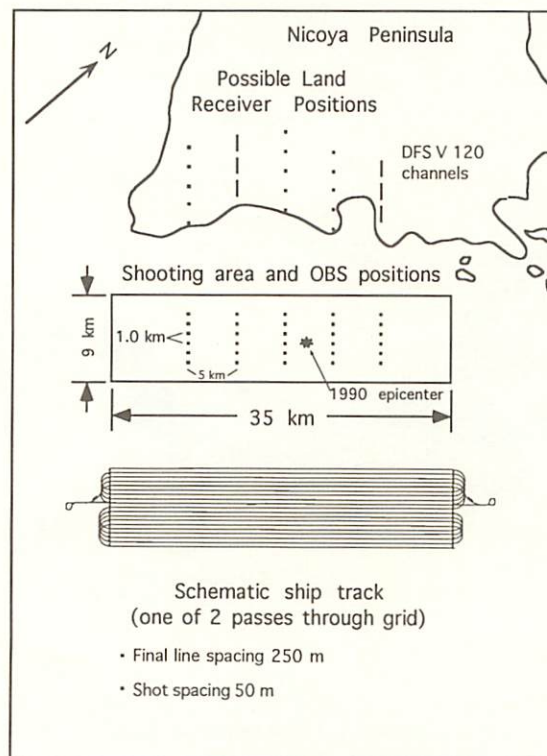 Nicoya Peninsula
N
Possible Land
Receiver Positions
DFS V 120
channels
Shooting area and OBS positions
9 km
1.0 km
5 km
1990 epicenter
35 km
Schematic ship track
(one of 2 passes through grid)
· Final line spacing 250 m
· Shot spacing 50 m